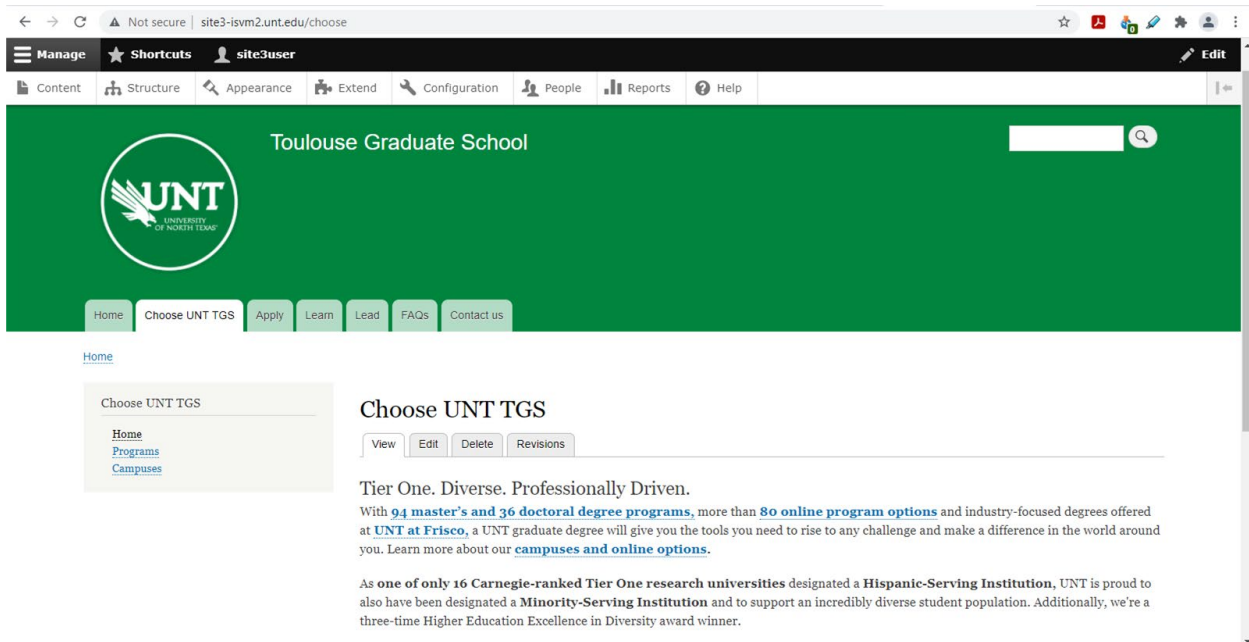 Not secure | site3-isvm2.unt.edu/choose
0
Manage Shortcuts site3user Edit
Content Structure Appearance Extend Configuration People Reports Help
Toulouse Graduate School
UNT
UNIVERSITY
OF NORTH TEXAS
Home Choose UNT TGS Apply Learn Lead FAQs Contact us
Home
Choose UNT TGS
Home
Programs
Campuses
Choose UNT TGS
View Edit Delete Revisions
Tier One. Diverse. Professionally Driven.
With 94 master's and 36 doctoral degree programs, more than 80 online program options and industry-focused degrees offered
at UNT at Frisco, a UNT graduate degree will give you the tools you need to rise to any challenge and make a difference in the world around
you. Learn more about our campuses and online options.
As one of only 16 Carnegie-ranked Tier One research universities designated a Hispanic-Serving Institution, UNT is proud to
also have been designated a Minority-Serving Institution and to support an incredibly diverse student population. Additionally, we're a
three-time Higher Education Excellence in Diversity award winner.